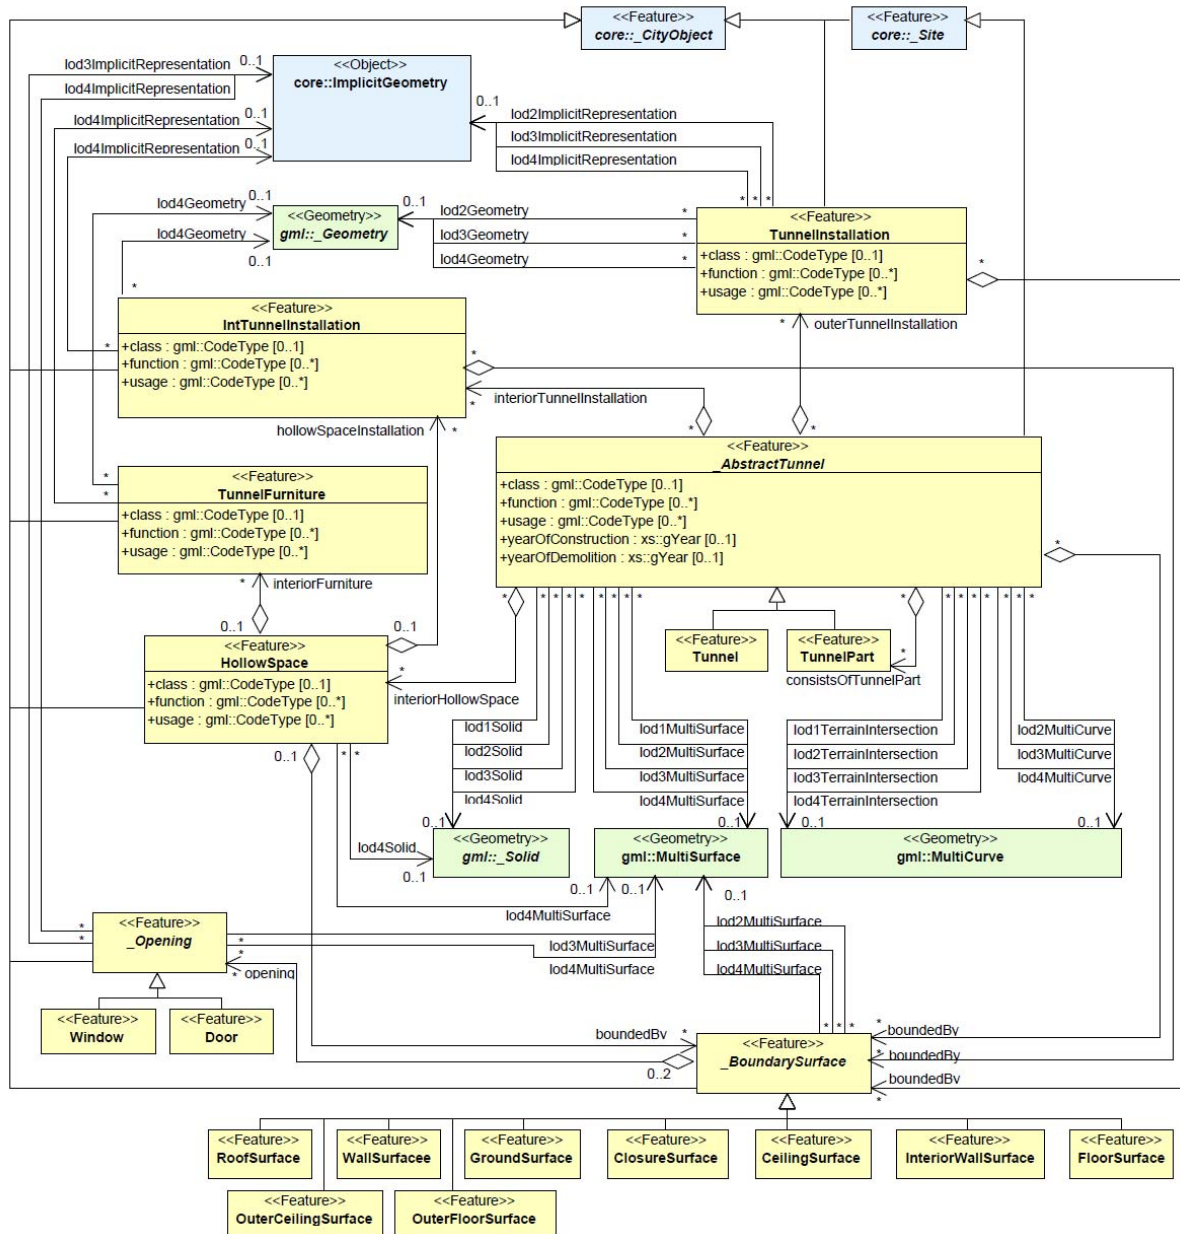 <<Feature>>
core::_CityObject
<<Feature>>
core::_Site
lod3ImplicitRepresentation
0..1
lod4ImplicitRepresentation
<<Object>>
core::ImplicitGeometry
0..1
lod4ImplicitRepresentation
0..1
lod4ImplicitRepresentation
0..1
lod2ImplicitRepresentation
lod3ImplicitRepresentation
lod4ImplicitRepresentation
* * *
lod4Geometry
0..1
lod4Geometry
0..1
<<Geometry>>
gml::_Geometry
0..1
lod2Geometry
*
lod3Geometry
*
lod4Geometry
*
<<Feature>>
TunnelInstallation
+class : gml::CodeType [0..1]
+function : gml::CodeType [0..*]
+usage : gml::CodeType [0..*]
*
*
outerTunnelInstallation
*
<<Feature>>
IntTunnelInstallation
+class : gml::CodeType [0..1]
+function : gml::CodeType [0..*]
+usage : gml::CodeType [0..*]
*
*
*
interiorTunnelInstallation
*
*
hollowSpaceInstallation
*
<<Feature>>
_AbstractTunnel
+class : gml::CodeType [0..1]
+function : gml::CodeType [0..*]
+usage : gml::CodeType [0..*]
+yearOfConstruction : xs::gYear [0..1]
+yearOfDemolition : xs::gYear [0..1]
*
*
*
<<Feature>>
TunnelFurniture
+class : gml::CodeType [0..1]
+function : gml::CodeType [0..*]
+usage : gml::CodeType [0..*]
*
interiorFurniture
0..1
0..1
* * * * *
* * * *
*
* * * *
* * *
<<Feature>>
Tunnel
<<Feature>>
TunnelPart
*
consistsOfTunnelPart
<<Feature>>
HollowSpace
+class : gml::CodeType [0..1]
+function : gml::CodeType [0..*]
+usage : gml::CodeType [0..*]
*
interiorHollowSpace
0..1
* *
lod1Solid
lod2Solid
lod3Solid
lod4Solid
0..1
lod1MultiSurface
lod2MultiSurface
lod3MultiSurface
lod4MultiSurface
0..1
lod1TerrainIntersection
lod2TerrainIntersection
lod3TerrainIntersection
lod4TerrainIntersection
0..1
lod2MultiCurve
lod3MultiCurve
lod4MultiCurve
0..1
<<Geometry>>
gml::_Solid
<<Geometry>>
gml::MultiSurface
<<Geometry>>
gml::MultiCurve
lod4Solid
0..1
0..1
0..1
0..1
lod4MultiSurface
<<Feature>>
_Opening
*
*
*
*
lod3MultiSurface
lod4MultiSurface
lod2MultiSurface
lod3MultiSurface
lod4MultiSurface
*
opening
<<Feature>>
Window
<<Feature>>
Door
boundedBy
*
* * *
<<Feature>>
_BoundarySurface
0..2
*
boundedBy
*
boundedBy
boundedBy
*
<<Feature>>
RoofSurface
<<Feature>>
WallSurfacee
<<Feature>>
GroundSurface
<<Feature>>
ClosureSurface
<<Feature>>
CeilingSurface
<<Feature>>
InteriorWallSurface
<<Feature>>
FloorSurface
<<Feature>>
OuterCeilingSurface
<<Feature>>
OuterFloorSurface